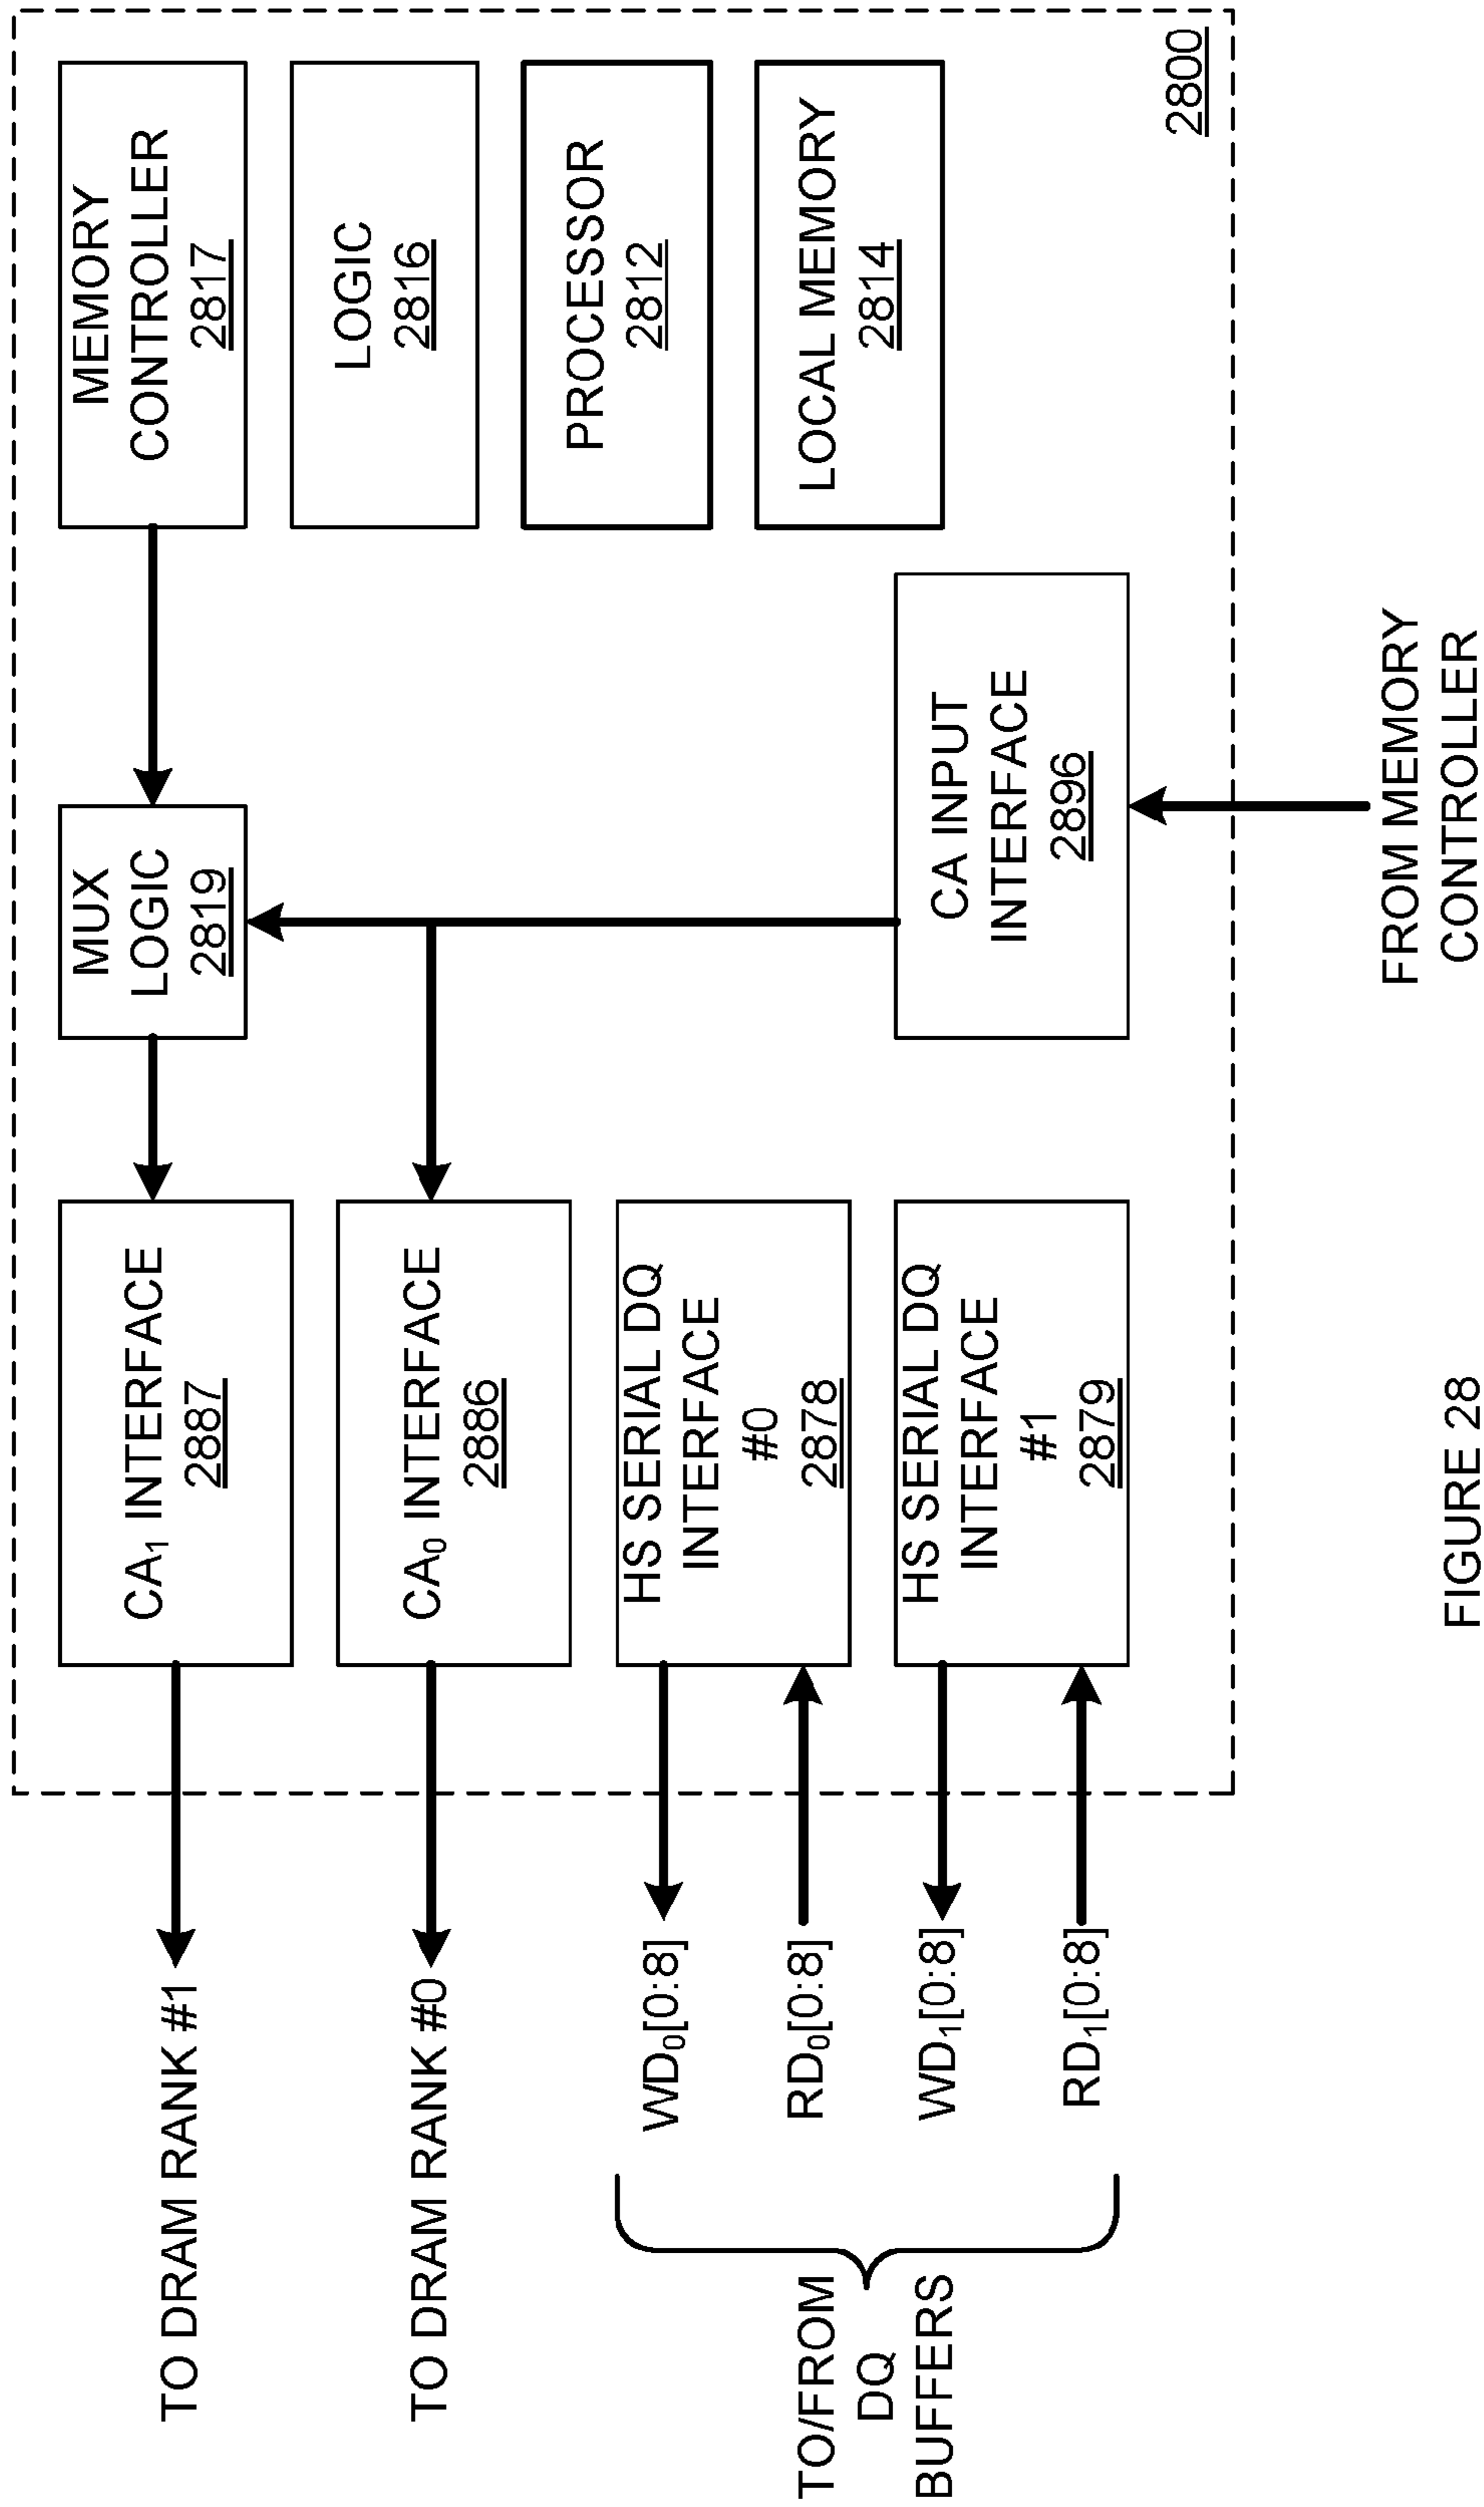 TO DRAM RANK #1
TO DRAM RANK #0
TO/FROM
DQ
BUFFERS
WD0[0:8]
RD0[0:8]
WD1[0:8]
RD1[0:8]
CA1 INTERFACE
2887
CA0 INTERFACE
2886
HS SERIAL DQ
INTERFACE
#0
2878
HS SERIAL DQ
INTERFACE
#1
2879
MUX
LOGIC
2819
CA INPUT
INTERFACE
2896
MEMORY
CONTROLLER
2817
LOGIC
2816
PROCESSOR
2812
LOCAL MEMORY
2814
2800
FROM MEMORY
CONTROLLER
FIGURE 28